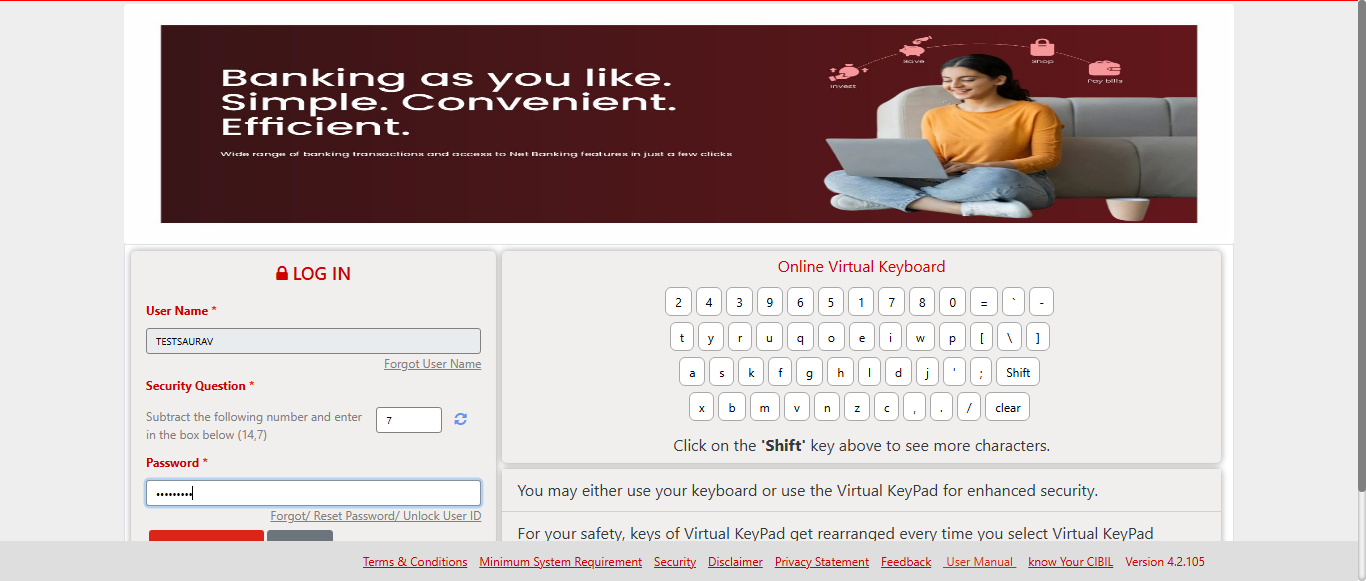 Banking as you like.
Simple. Convenient.
Efficient.
Wide range of banking transactions and access to Net Banking features in just a few clicks
Invest
Save
Shop
Pay bills
LOG IN
User Name *
TESTSAURAV
Forgot User Name
Security Question *
Subtract the following number and enter
in the box below (14,7)
7
Password *
•••••••••
Forgot/ Reset Password/ Unlock User ID
Online Virtual Keyboard
2 4 3 9 6 5 1 7 8 0 = ` -
t y r u q o e i w p [ \ ]
a s k f g h l d j ' ; Shift
x b m v n z c , . / clear
Click on the 'Shift' key above to see more characters.
You may either use your keyboard or use the Virtual KeyPad for enhanced security.
For your safety, keys of Virtual KeyPad get rearranged every time you select Virtual KeyPad
Terms & Conditions Minimum System Requirement Security Disclaimer Privacy Statement Feedback User Manual know Your CIBIL Version 4.2.105